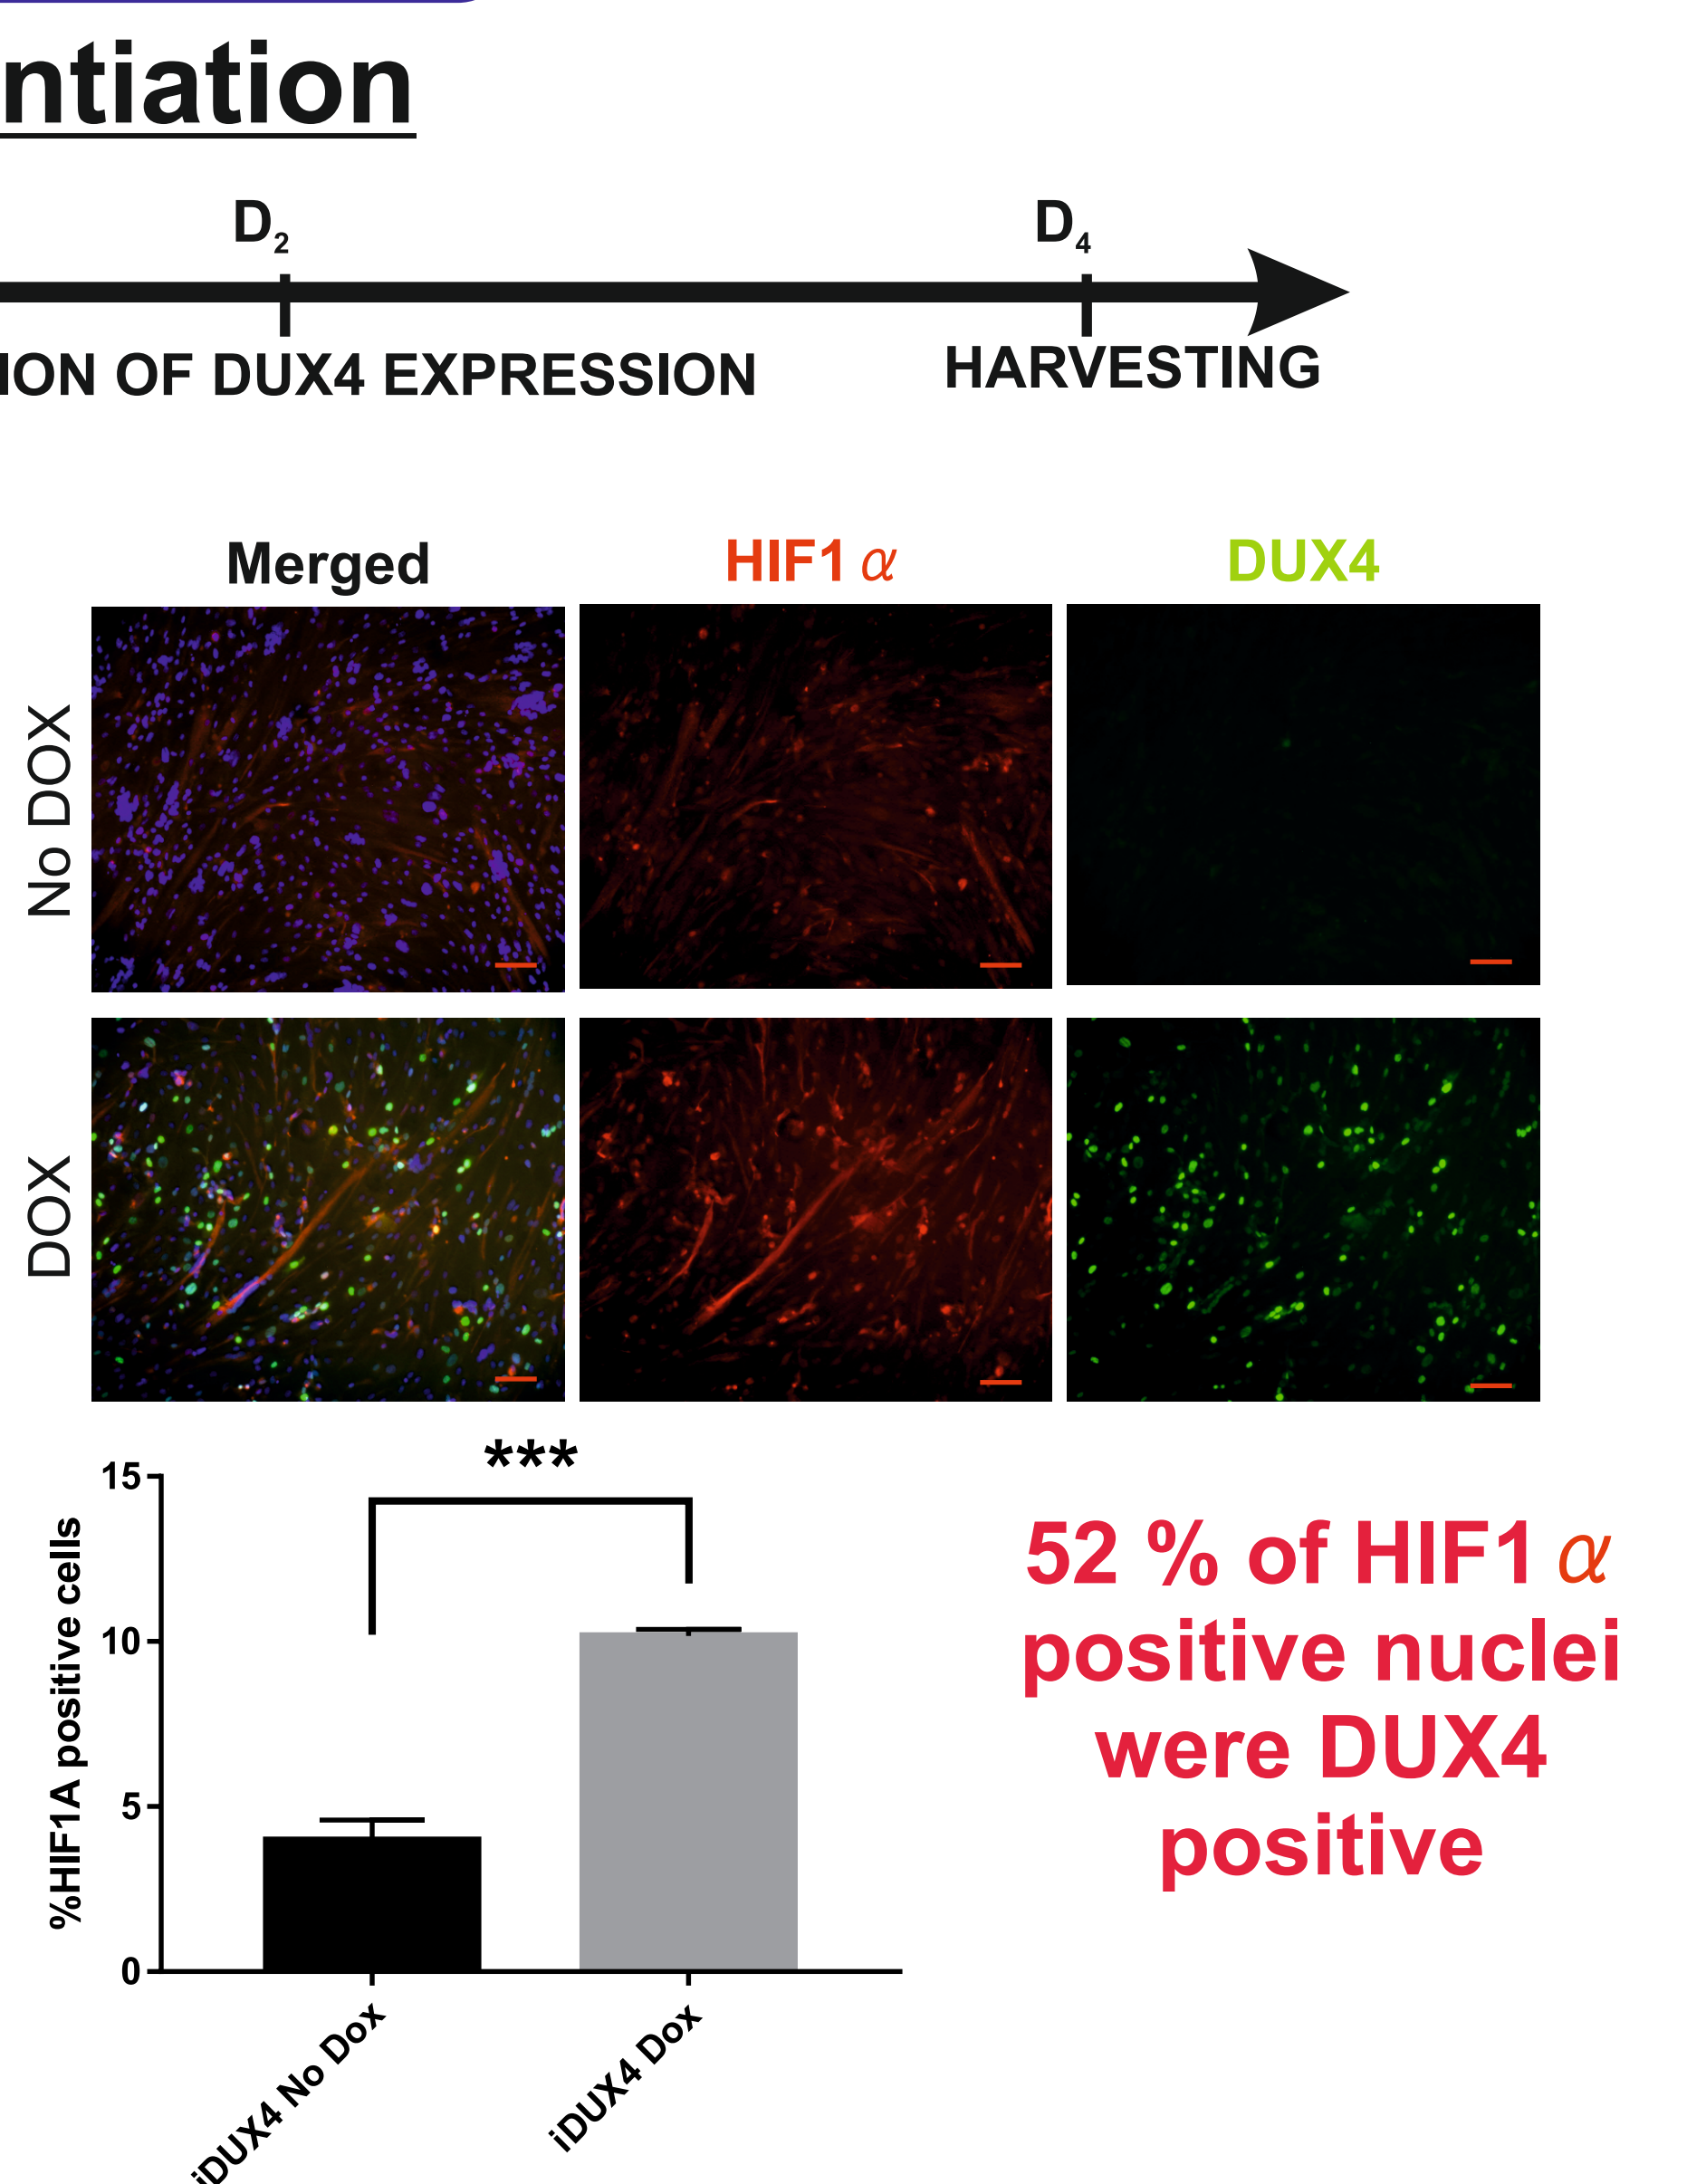 ntiation
D2 D4
ION OF DUX4 EXPRESSION HARVESTING
Merged HIF1 α DUX4
No DOX
DOX
***
15
10
5
0
%HIF1A positive cells
iDUX4 No Dox
iDUX4 Dox
52 % of HIF1 α
positive nuclei
were DUX4
positive